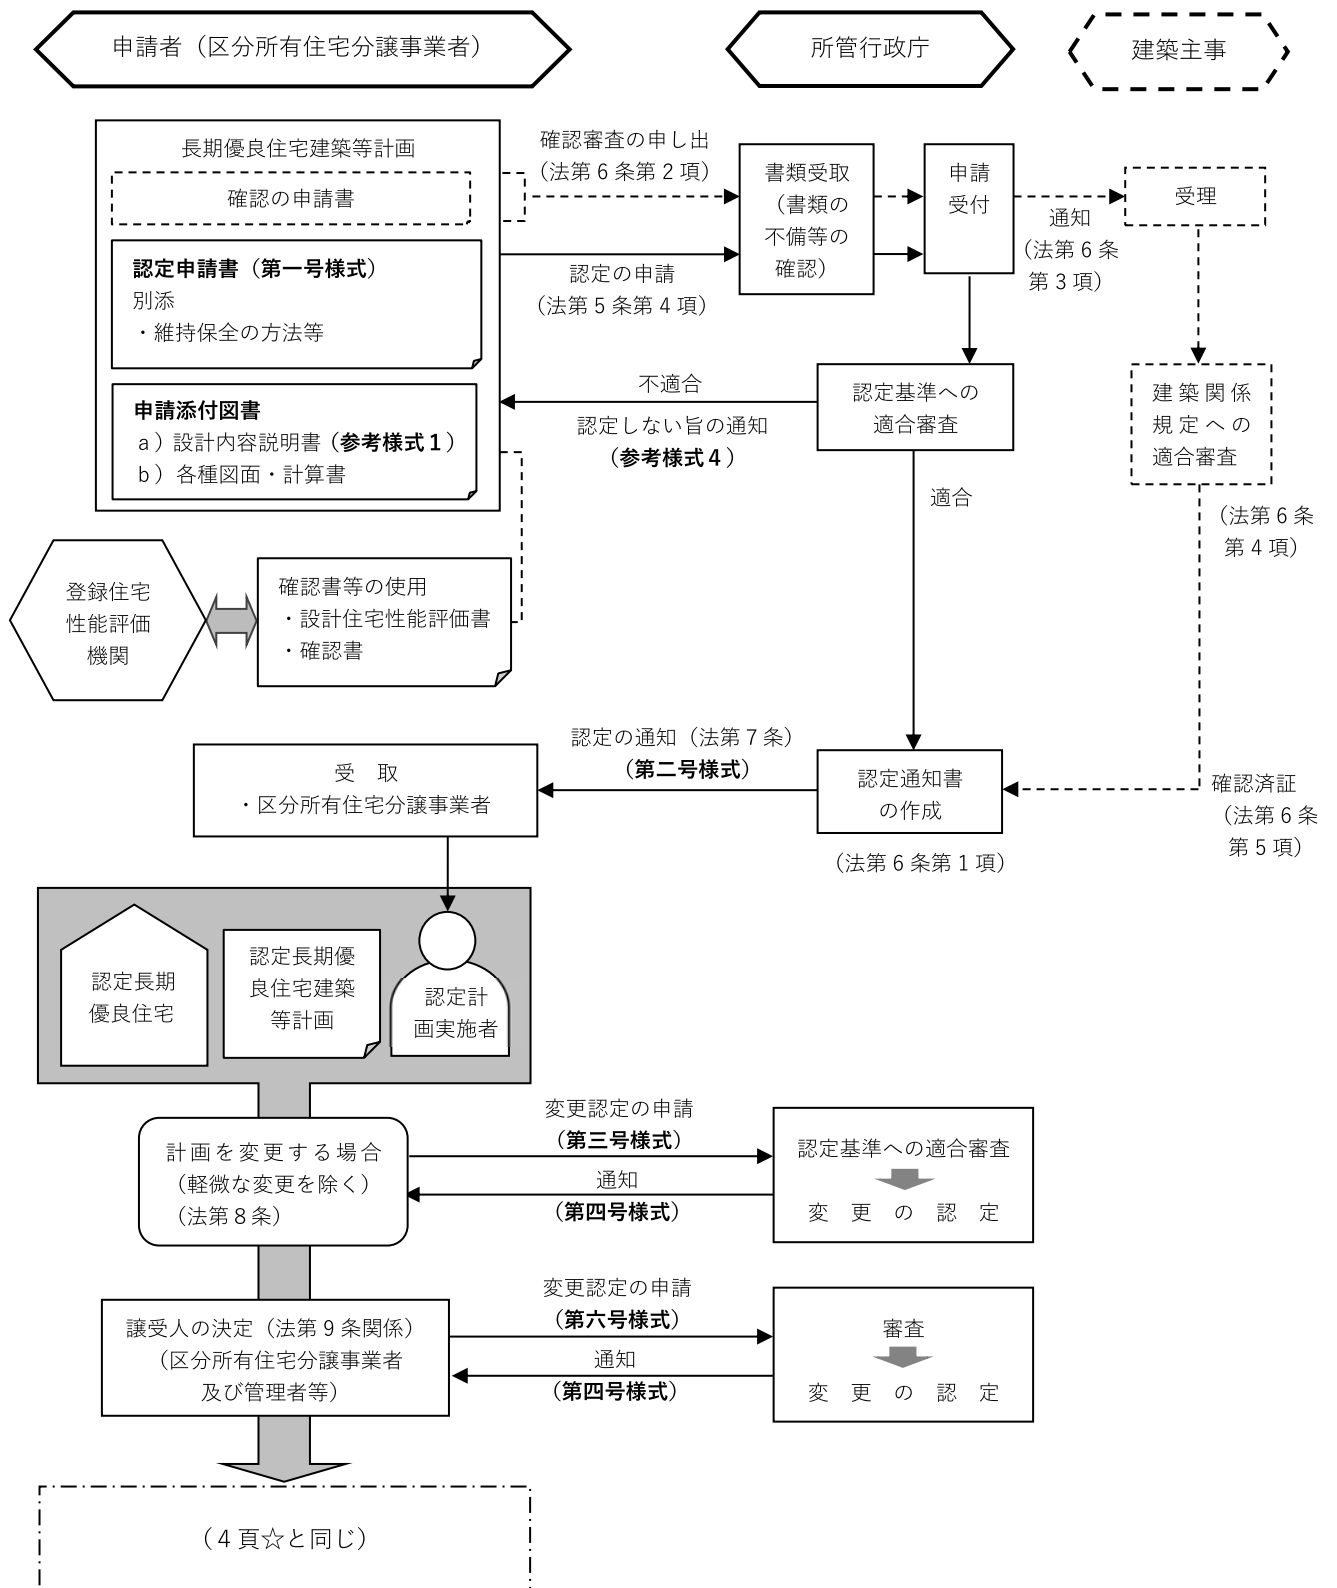 申請者（区分所有住宅分譲事業者）
所管行政庁
建築主事
長期優良住宅建築等計画
確認の申請書
認定申請書（第一号様式）
別添
・維持保全の方法等
申請添付図書
a）設計内容説明書（参考様式１）
b）各種図面・計算書
確認審査の申し出
（法第６条第２項）
認定の申請
（法第５条第４項）
書類受取
（書類の
不備等の
確認）
申請
受付
通知
（法第６条
第３項）
受理
不適合
認定しない旨の通知
（参考様式４）
認定基準への
適合審査
建築関係
規定への
適合審査
適合
（法第６条
第４項）
登録住宅
性能評価
機関
確認書等の使用
・設計住宅性能評価書
・確認書
受　取
・区分所有住宅分譲事業者
認定の通知（法第７条）
（第二号様式）
認定通知書
の作成
（法第６条第１項）
確認済証
（法第６条
第５項）
認定長期
優良住宅
認定長期優
良住宅建築
等計画
認定計
画実施者
計画を変更する場合
（軽微な変更を除く）
（法第８条）
変更認定の申請
（第三号様式）
通知
（第四号様式）
認定基準への適合審査
変　更　の　認　定
譲受人の決定（法第９条関係）
（区分所有住宅分譲事業者
及び管理者等）
変更認定の申請
（第六号様式）
通知
（第四号様式）
審査
変　更　の　認　定
（４頁☆と同じ）